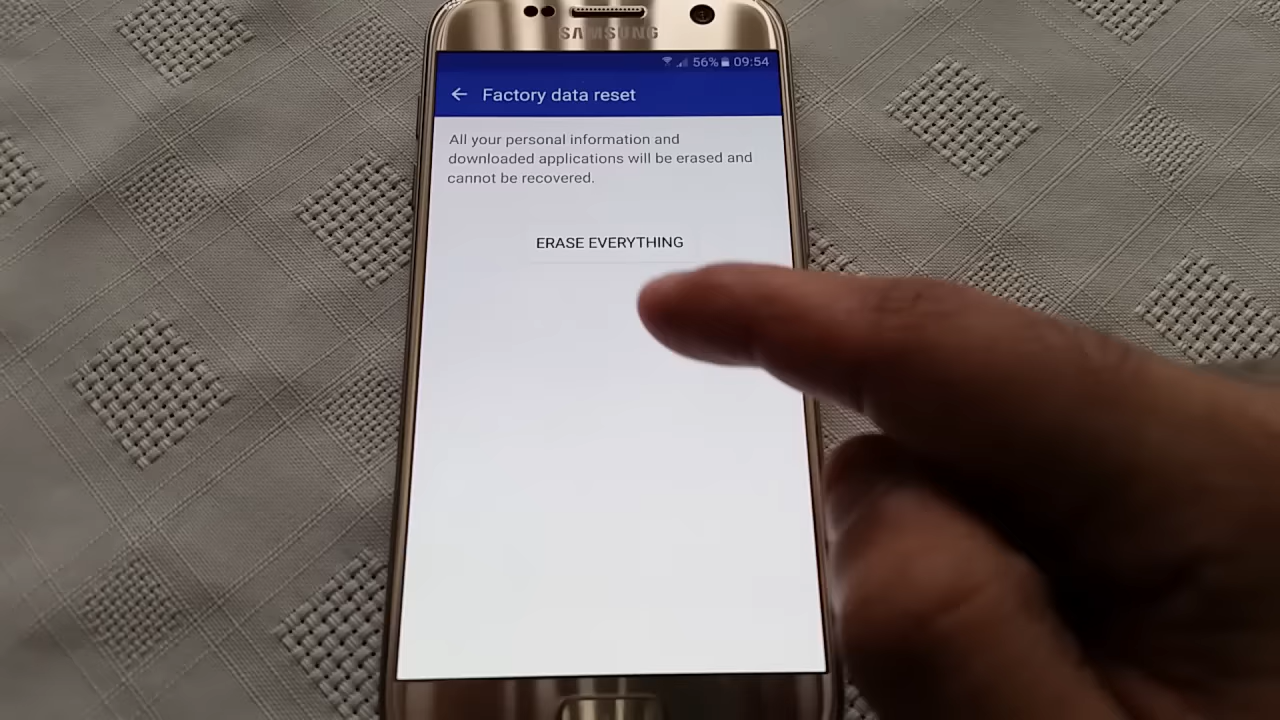 SAMSUNG
56% 09:54
Factory data reset
All your personal information and
downloaded applications will be erased and
cannot be recovered.
ERASE EVERYTHING